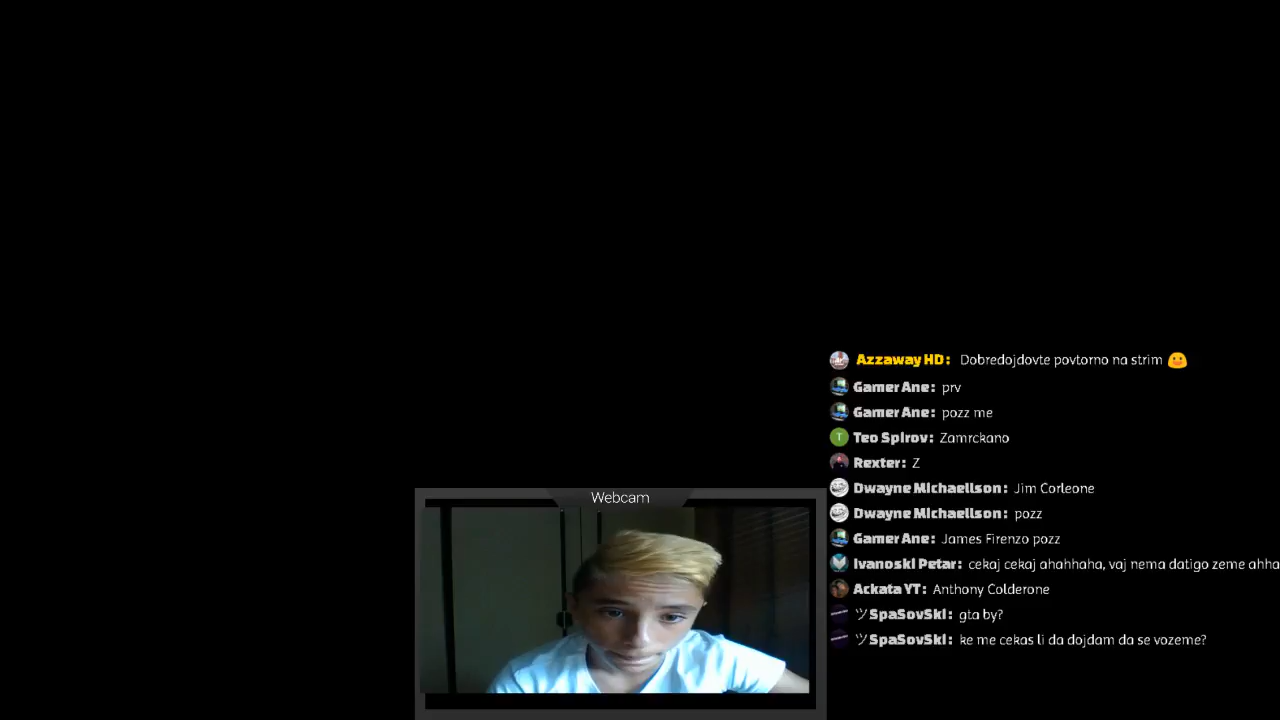 Azzaway HD: Dobredojdovte povtorno na strim
Gamer Ane: prv
Gamer Ane: pozz me
T Teo Spirov: Zamrckano
Rexter: Z
Dwayne Michaellson: Jim Corleone
Dwayne Michaellson: pozz
Webcam
Gamer Ane: James Firenzo pozz
Ivanoski Petar: cekaj cekaj ahahhaha, vaj nema datigo zeme ahha
Ackata YT: Anthony Colderone
ツSpaSovSki: gta by?
ツSpaSovSki: ke me cekas li da dojdam da se vozeme?